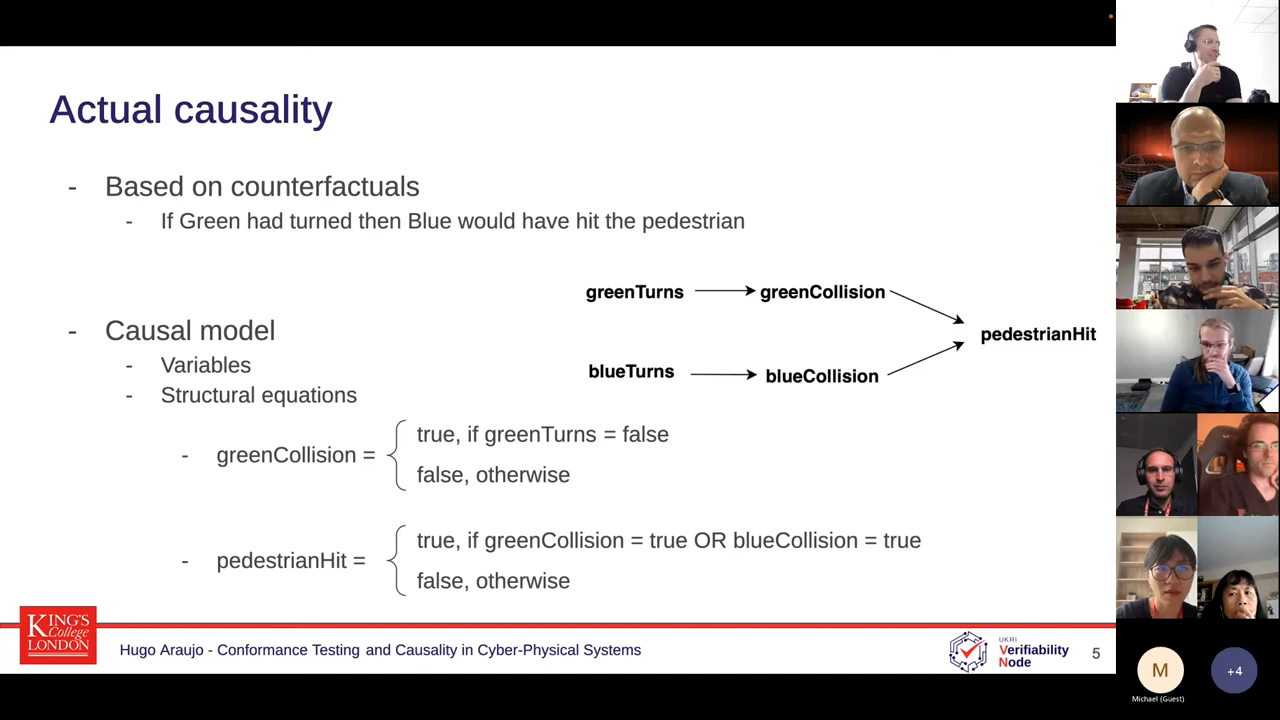 Actual causality
- Based on counterfactuals
- If Green had turned then Blue would have hit the pedestrian
greenTurns
greenCollision
pedestrianHit
blueTurns
blueCollision
- Causal model
- Variables
- Structural equations
- greenCollision =
true, if greenTurns = false
false, otherwise
- pedestrianHit =
true, if greenCollision = true OR blueCollision = true
false, otherwise
KING'S
College
LONDON
Hugo Araujo - Conformance Testing and Causality in Cyber-Physical Systems
UKRI
Verifiability
Node
5
M
Michael (Guest)
+4